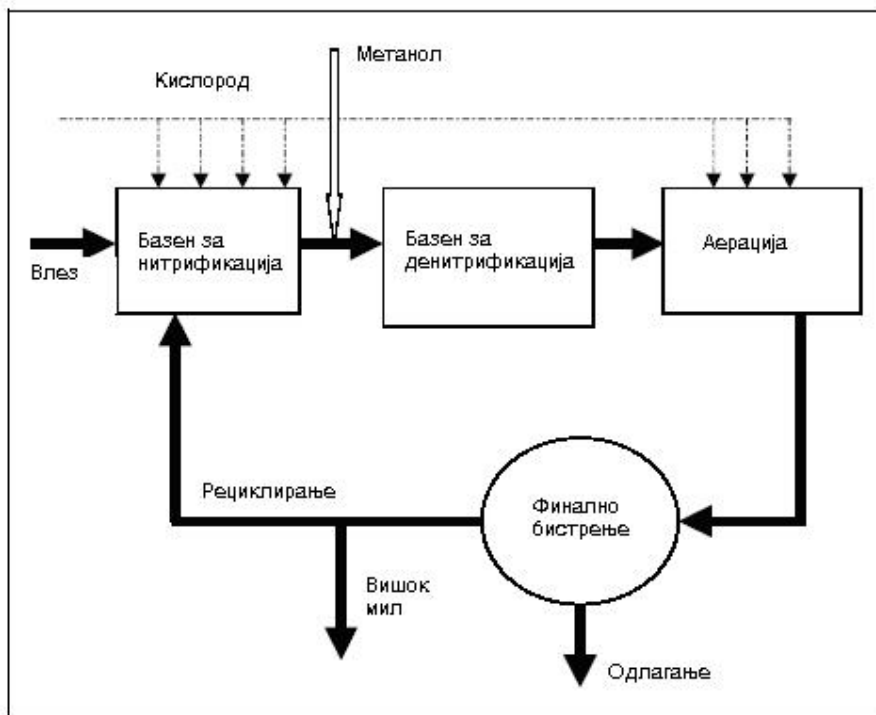 Метанол
Кислород
Влез
Базен за
нитрификација
Базен за
денитрификација
Аерација
Рециклирање
Финално
бистрење
Вишок
мил
Одлагање